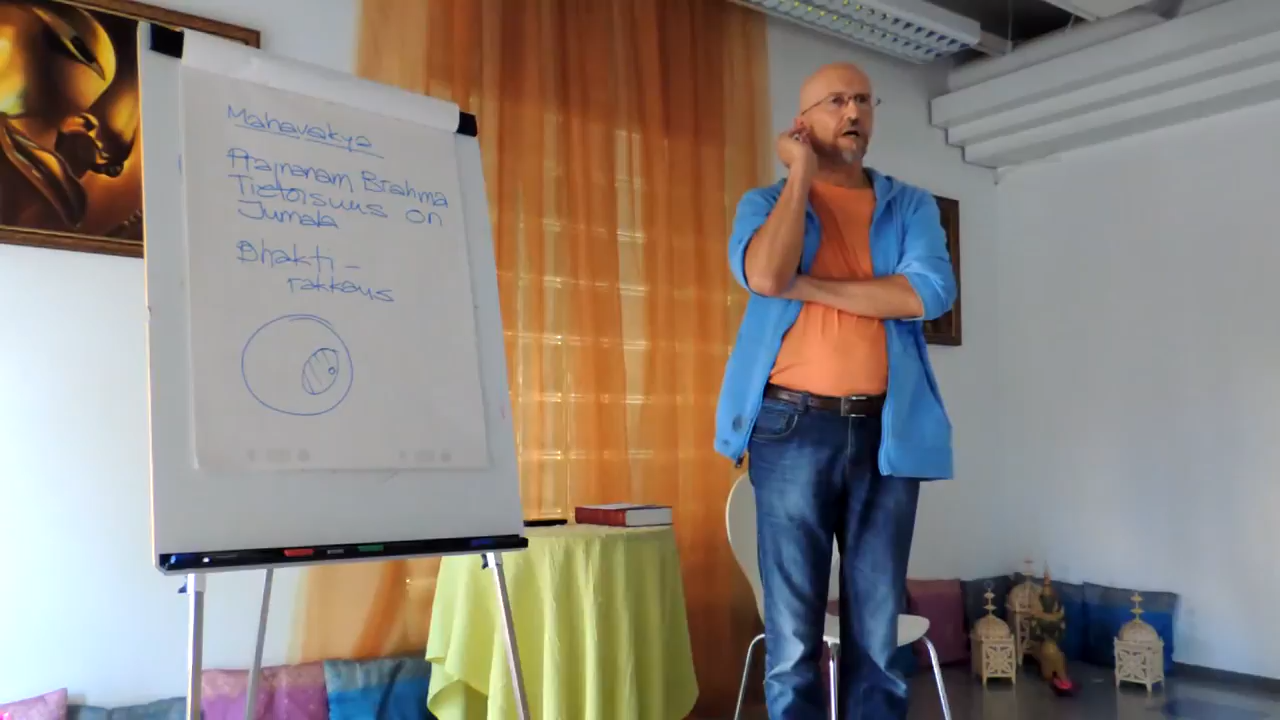 Mahavakya
Prajnanam Brahma
Tietoisuus on
Jumala
Bhakti -
rakkaus